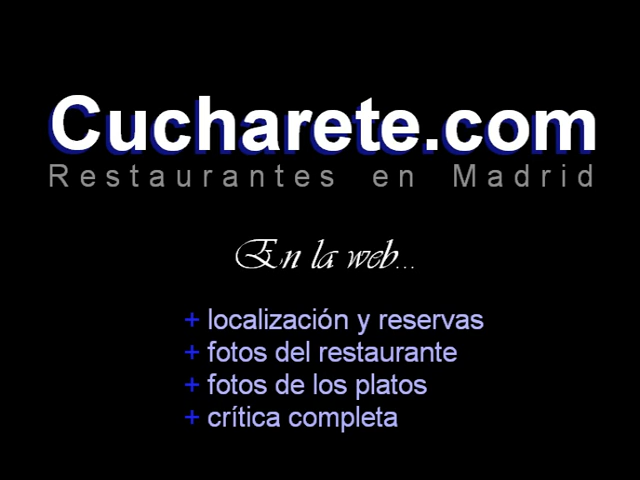 Cucharete.com
Restaurantes en Madrid
En la web...
+ localización y reservas
+ fotos del restaurante
+ fotos de los platos
+ crítica completa